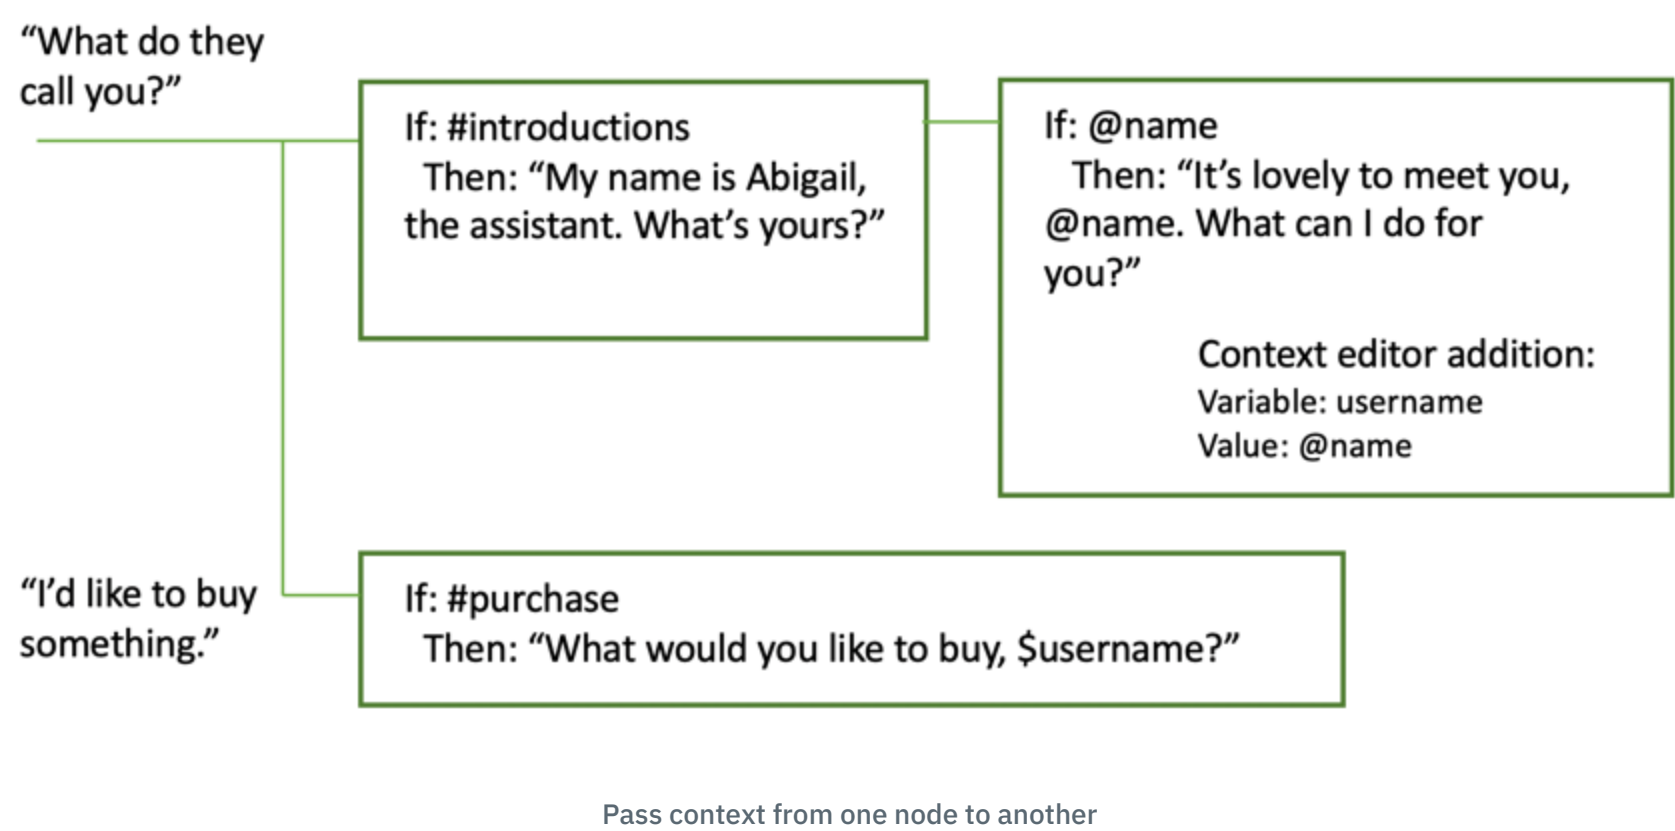 “What do they
call you?”
If: #introductions
Then: “My name is Abigail,
the assistant. What’s yours?”
If: @name
Then: “It’s lovely to meet you,
@name. What can I do for
you?”
Context editor addition:
Variable: username
Value: @name
“I’d like to buy
something.”
If: #purchase
Then: “What would you like to buy, $username?”
Pass context from one node to another